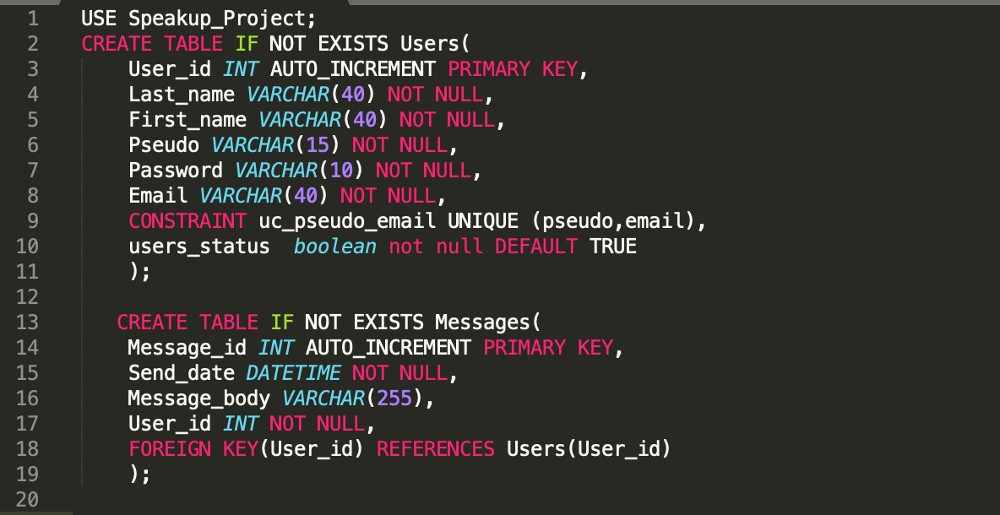 1 USE Speakup_Project;
2 CREATE TABLE IF NOT EXISTS Users(
3 User_id INT AUTO_INCREMENT PRIMARY KEY,
4 Last_name VARCHAR(40) NOT NULL,
5 First_name VARCHAR(40) NOT NULL,
6 Pseudo VARCHAR(15) NOT NULL,
7 Password VARCHAR(10) NOT NULL,
8 Email VARCHAR(40) NOT NULL,
9 CONSTRAINT uc_pseudo_email UNIQUE (pseudo,email),
10 users_status  boolean not null DEFAULT TRUE
11 );
12
13 CREATE TABLE IF NOT EXISTS Messages(
14 Message_id INT AUTO_INCREMENT PRIMARY KEY,
15 Send_date DATETIME NOT NULL,
16 Message_body VARCHAR(255),
17 User_id INT NOT NULL,
18 FOREIGN KEY(User_id) REFERENCES Users(User_id)
19 );
20